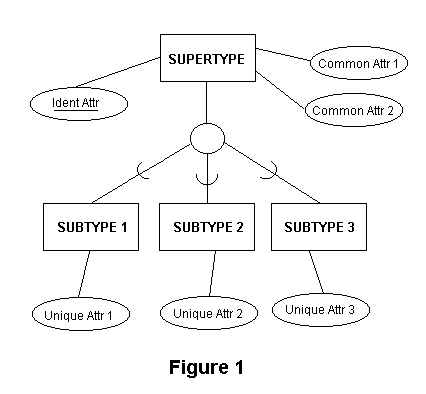 SUPERTYPE
Common Attr 1
Ident Attr
Common Attr 2
SUBTYPE 1
SUBTYPE 2
SUBTYPE 3
Unique Attr 1
Unique Attr 2
Unique Attr 3
Figure 1